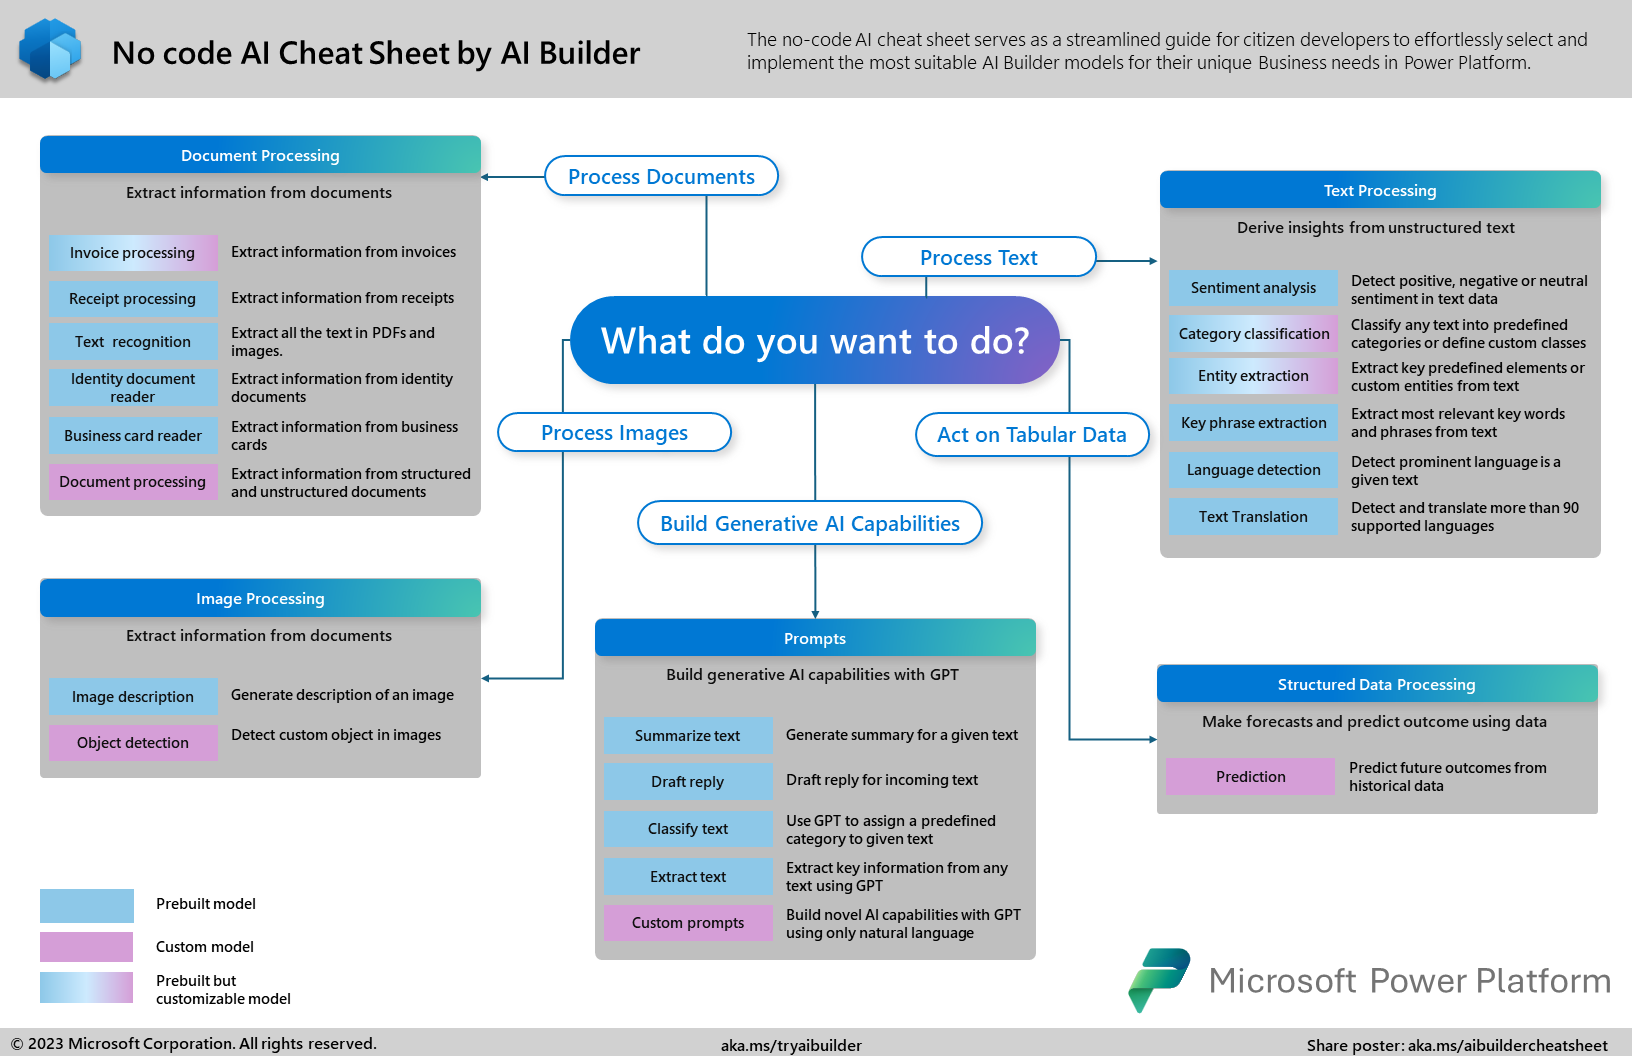 No code AI Cheat Sheet by AI Builder
The no-code AI cheat sheet serves as a streamlined guide for citizen developers to effortlessly select and
implement the most suitable AI Builder models for their unique Business needs in Power Platform.
What do you want to do?
Process Documents
Process Text
Process Images
Act on Tabular Data
Build Generative AI Capabilities
Document Processing
Extract information from documents
Invoice processing
Extract information from invoices
Receipt processing
Extract information from receipts
Text recognition
Extract all the text in PDFs and
images.
Identity document
reader
Extract information from identity
documents
Business card reader
Extract information from business
cards
Document processing
Extract information from structured
and unstructured documents
Text Processing
Derive insights from unstructured text
Sentiment analysis
Detect positive, negative or neutral
sentiment in text data
Category classification
Classify any text into predefined
categories or define custom classes
Entity extraction
Extract key predefined elements or
custom entities from text
Key phrase extraction
Extract most relevant key words
and phrases from text
Language detection
Detect prominent language is a
given text
Text Translation
Detect and translate more than 90
supported languages
Image Processing
Extract information from documents
Image description
Generate description of an image
Object detection
Detect custom object in images
Prompts
Build generative AI capabilities with GPT
Summarize text
Generate summary for a given text
Draft reply
Draft reply for incoming text
Classify text
Use GPT to assign a predefined
category to given text
Extract text
Extract key information from any
text using GPT
Custom prompts
Build novel AI capabilities with GPT
using only natural language
Structured Data Processing
Make forecasts and predict outcome using data
Prediction
Predict future outcomes from
historical data
Prebuilt model
Custom model
Prebuilt but
customizable model
Microsoft Power Platform
© 2023 Microsoft Corporation. All rights reserved.
aka.ms/tryaibuilder
Share poster: aka.ms/aibuildercheatsheet